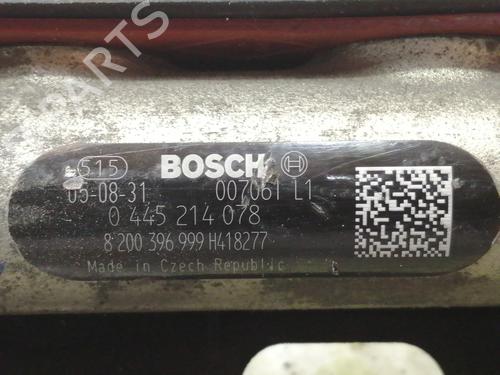 PARTS
515 BOSCH
05-08-31 007061 L1
0 445 214 078
8 200 396 999 H418277
Made in Czech Republic